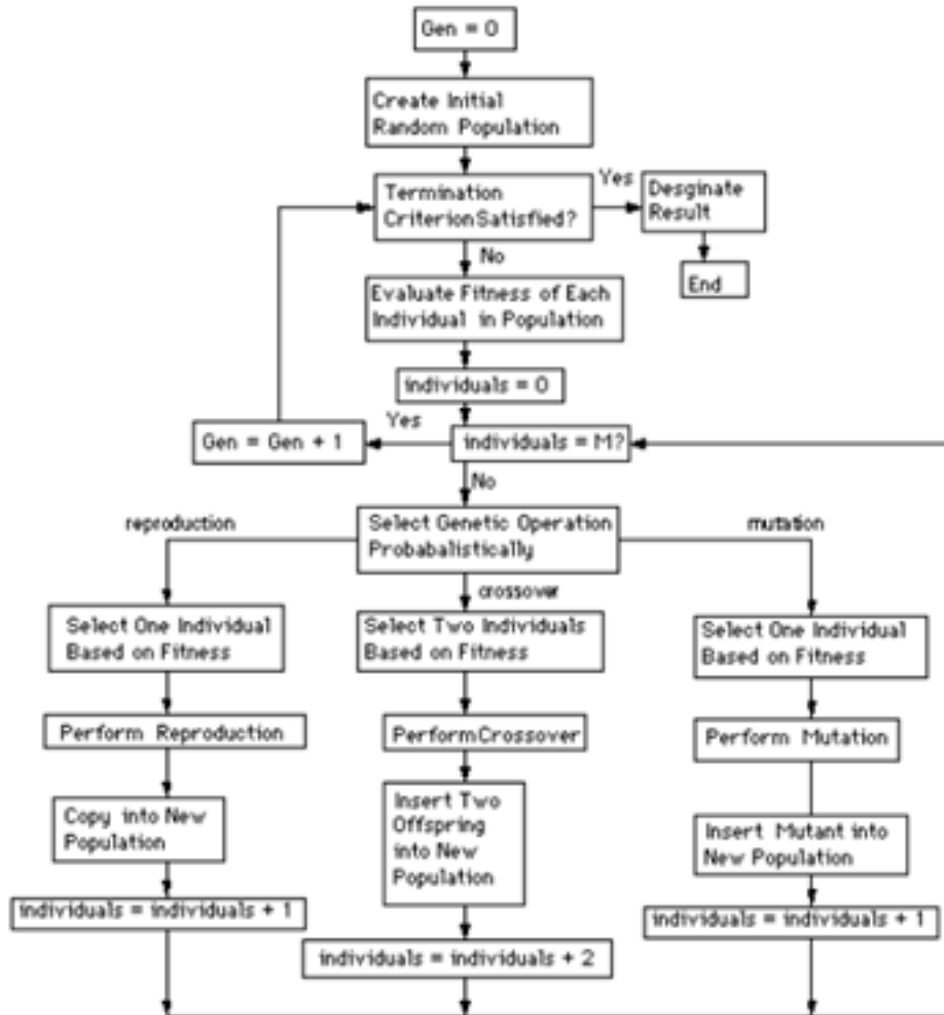 Gen = 0
Create Initial
Random Population
Termination
CriterionSatisfied?
Yes
Desginate
Result
End
No
Evaluate Fitness of Each
Individual in Population
individuals = 0
Yes
Gen = Gen + 1
individuals = M?
No
reproduction
Select Genetic Operation
Probabalistically
mutation
crossover
Select One Individual
Based on Fitness
Select Two Individuals
Based on Fitness
Select One Individual
Based on Fitness
Perform Reproduction
PerformCrossover
Perform Mutation
Copy into New
Population
Insert Two
Offspring
into New
Population
Insert Mutant into
New Population
individuals = individuals + 1
individuals = individuals + 2
individuals = individuals + 1